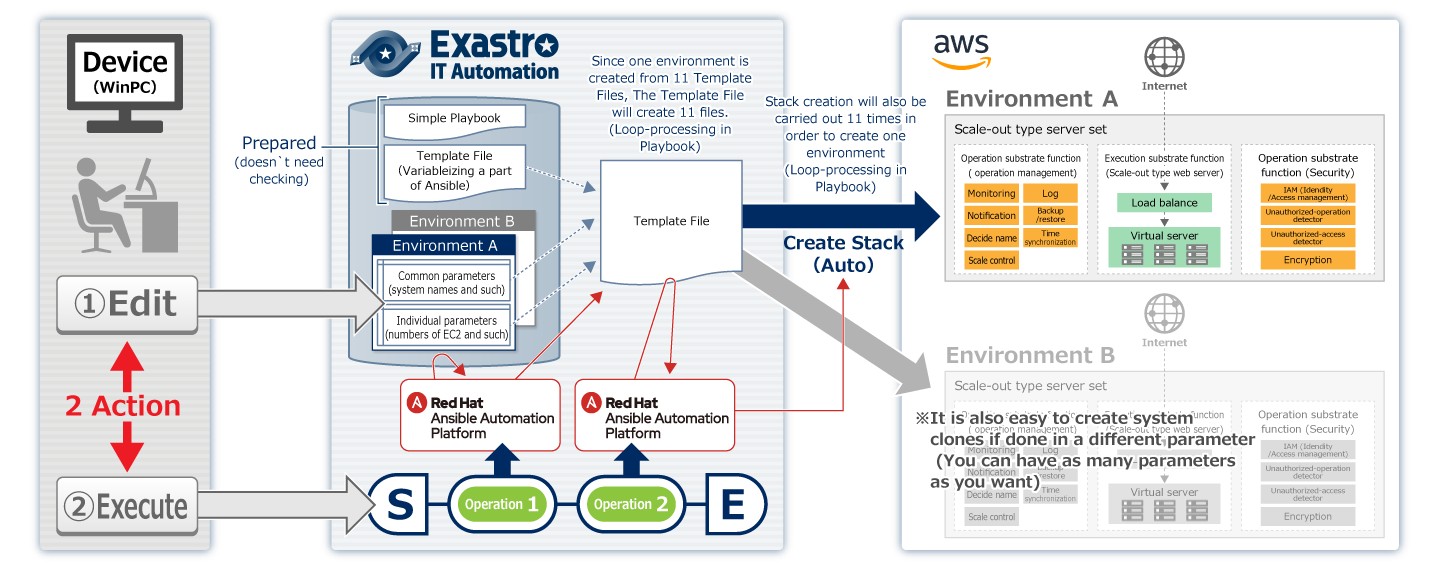 Device
(WinPC)
①Edit
2 Action
②Execute
Exastro
IT Automation
Prepared
(doesn`t need
checking)
Simple Playbook
Template File
(Variableizing a part
of Ansible)
Environment B
Environment A
Common parameters
(system names and such)
Individual parameters
(numbers of EC2 and such)
Since one environment is
created from 11 Template
Files, The Template File
will create 11 files.
(Loop-processing in
Playbook)
Template File
Stack creation will also be
carried out 11 times in
order to create one
environment
(Loop-processing in
Playbook)
Create Stack
(Auto)
Red Hat
Ansible Automation
Platform
Red Hat
Ansible Automation
Platform
S
Operation 1
Operation 2
E
aws
Internet
Environment A
Scale-out type server set
Operation substrate function
( operation management)
Monitoring
Log
Notification
Backup
/restore
Decide name
Time
synchronization
Scale control
Execution substrate function
(Scale-out type web server)
Load balance
Virtual server
Operation substrate
function (Security)
IAM (Idendity
/Access management)
Unauthorized-operation
detector
Unauthorized-access
detector
Encryption
Internet
Environment B
Scale-out type server set
※It is also easy to create system
clones if done in a different parameter
(You can have as many parameters
as you want)
( operation management)
(Scale-out type web server)
Monitoring
Log
Notification
/restore
Decide name
Time
synchronization
Scale control
Virtual server
Operation substrate
function (Security)
IAM (Idendity
/Access management)
Unauthorized-operation
detector
Unauthorized-access
detector
Encryption